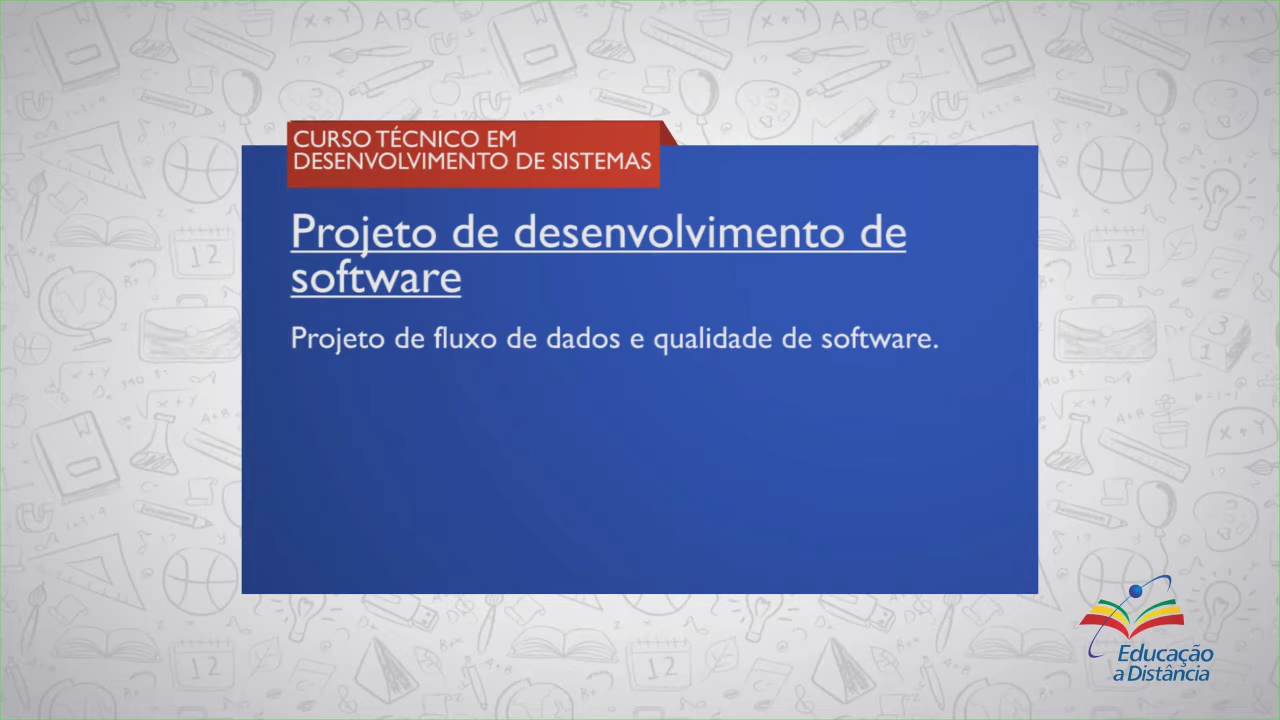 CURSO TÉCNICO EM
DESENVOLVIMENTO DE SISTEMAS
Projeto de desenvolvimento de
software
Projeto de fluxo de dados e qualidade de software.
Educação
a Distância